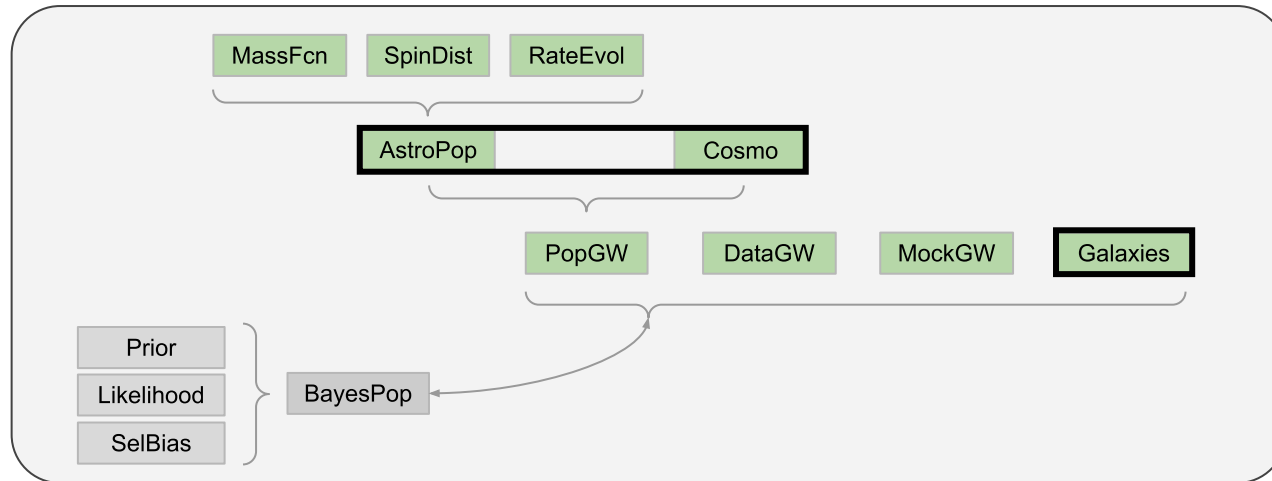 MassFcn SpinDist RateEvol
AstroPop Cosmo
PopGW DataGW MockGW Galaxies
Prior
Likelihood
BayesPop
SelBias